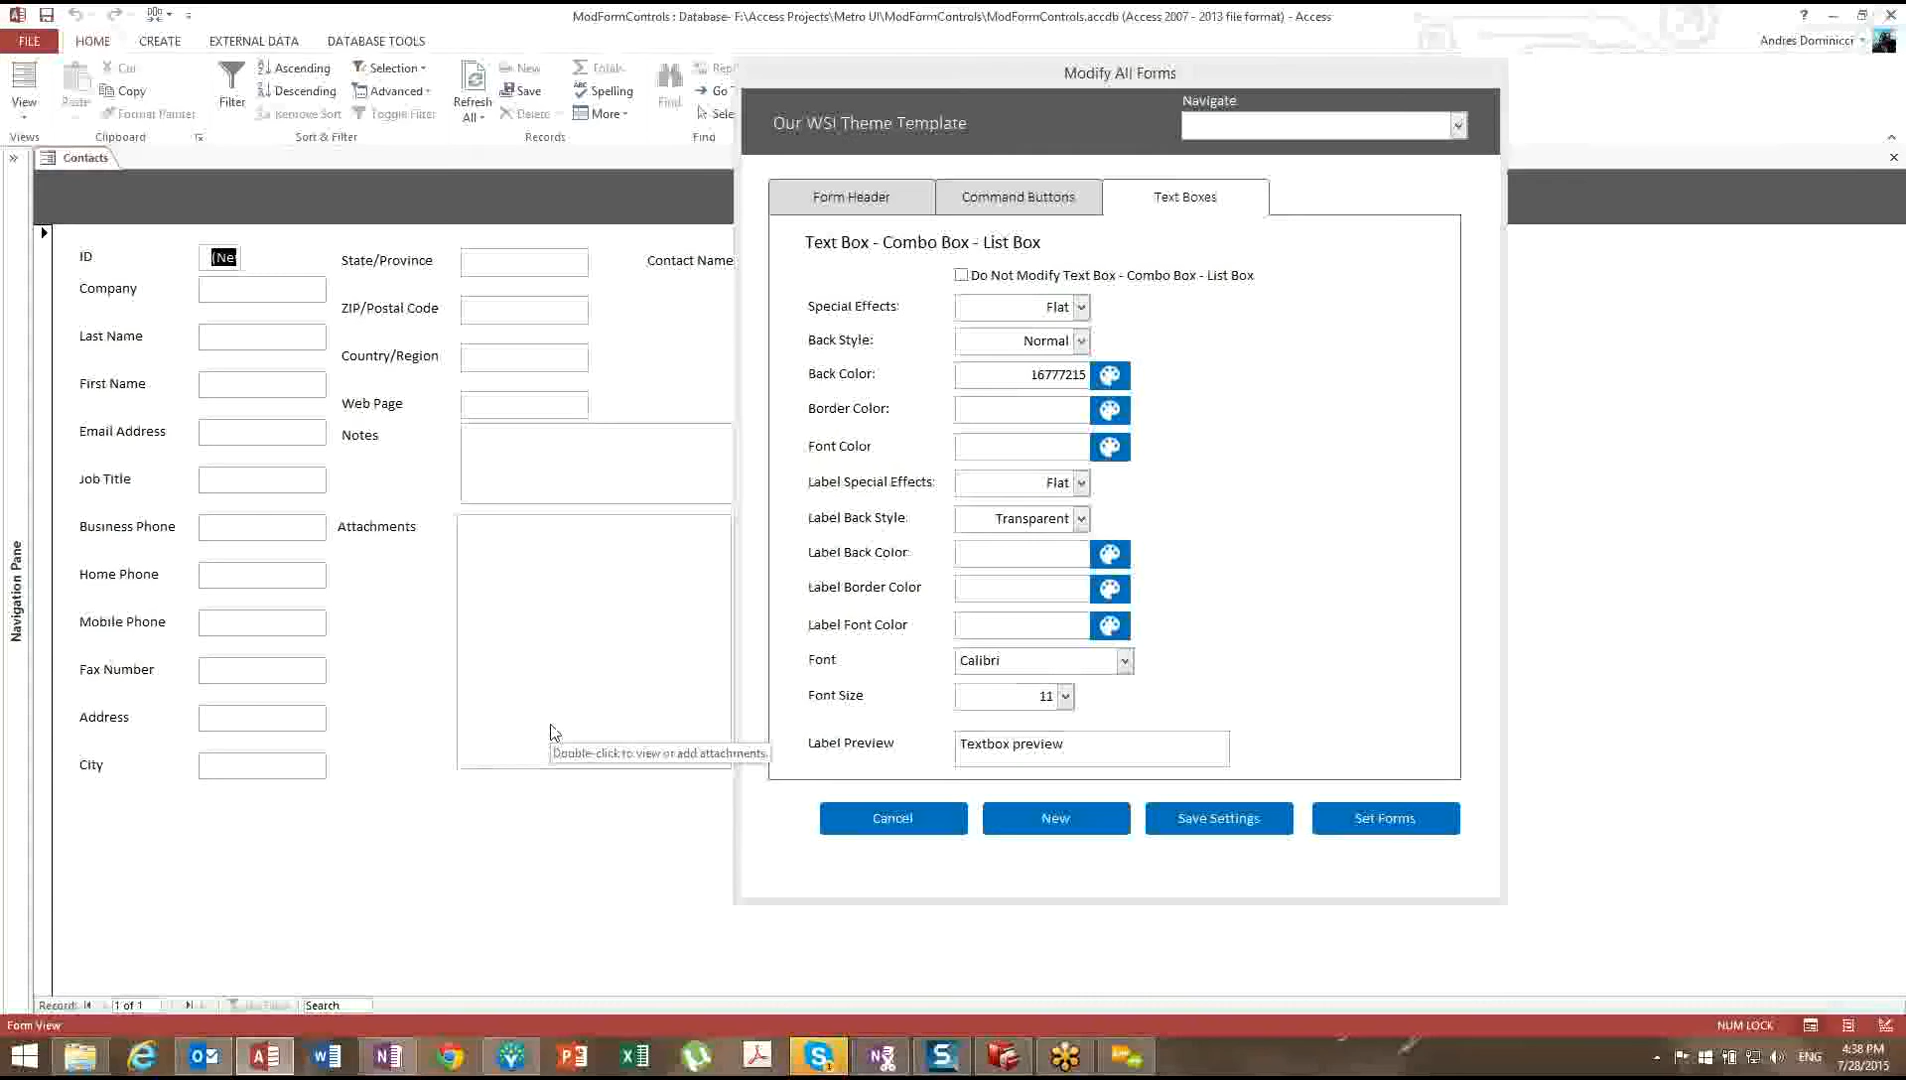 ModFormControls : Database- F:\Access Projects\Metro UI\ModFormControls\ModFormControls.accdb (Access 2007 - 2013 file format) - Access
FILE HOME CREATE EXTERNAL DATA DATABASE TOOLS Andres Dominicci
View
Views
Paste Cut Copy Format Painter
Clipboard
Filter Ascending Descending Remove Sort Selection Advanced Toggle Filter
Sort & Filter
Refresh All New Save Delete Totals Spelling More
Records
Find Go Sele
Find
Contacts
Navigation Pane
ID (Ne
Company
Last Name
First Name
Email Address
Job Title
Business Phone
Home Phone
Mobile Phone
Fax Number
Address
City
State/Province
ZIP/Postal Code
Country/Region
Web Page
Notes
Attachments
Contact Name
Double-click to view or add attachments.
Modify All Forms
Our WSI Theme Template
Navigate
Form Header Command Buttons Text Boxes
Text Box - Combo Box - List Box
Do Not Modify Text Box - Combo Box - List Box
Special Effects: Flat
Back Style: Normal
Back Color: 16777215
Border Color:
Font Color
Label Special Effects: Flat
Label Back Style: Transparent
Label Back Color
Label Border Color
Label Font Color
Font Calibri
Font Size 11
Label Preview Textbox preview
Cancel New Save Settings Set Forms
Record: 1 of 1 Search
Form View NUM LOCK
ENG 4:38 PM
7/28/2015